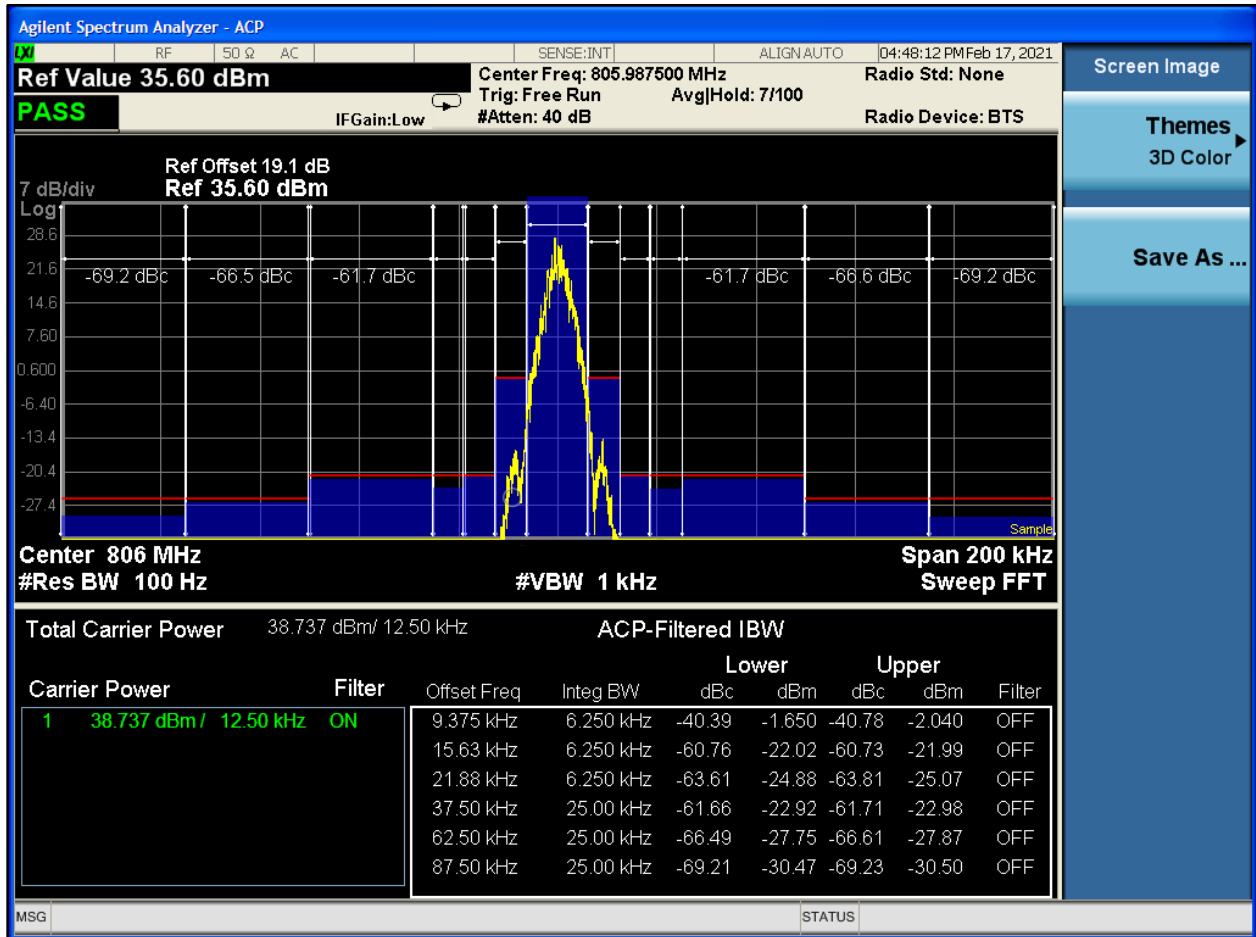 Agilent Spectrum Analyzer - ACP
LXI RF 50 Ω AC SENSE:INT ALIGN AUTO 04:48:12 PM Feb 17, 2021
Ref Value 35.60 dBm
Center Freq: 805.987500 MHz
Radio Std: None
Trig: Free Run
Avg|Hold: 7/100
PASS
IFGain:Low
#Atten: 40 dB
Radio Device: BTS
Screen Image
Themes
3D Color
Save As ...
Ref Offset 19.1 dB
7 dB/div Ref 35.60 dBm
Log
28.6
21.6
14.6
7.60
0.600
-6.40
-13.4
-20.4
-27.4
-69.2 dBc -66.5 dBc -61.7 dBc -61.7 dBc -66.6 dBc -69.2 dBc
Sample
Center 806 MHz Span 200 kHz
#Res BW 100 Hz #VBW 1 kHz Sweep FFT
Total Carrier Power 38.737 dBm/ 12.50 kHz ACP-Filtered IBW
Lower Upper
Carrier Power Filter
1 38.737 dBm / 12.50 kHz ON
Offset Freq Integ BW dBc dBm dBc dBm Filter
9.375 kHz 6.250 kHz -40.39 -1.650 -40.78 -2.040 OFF
15.63 kHz 6.250 kHz -60.76 -22.02 -60.73 -21.99 OFF
21.88 kHz 6.250 kHz -63.61 -24.88 -63.81 -25.07 OFF
37.50 kHz 25.00 kHz -61.66 -22.92 -61.71 -22.98 OFF
62.50 kHz 25.00 kHz -66.49 -27.75 -66.61 -27.87 OFF
87.50 kHz 25.00 kHz -69.21 -30.47 -69.23 -30.50 OFF
MSG STATUS